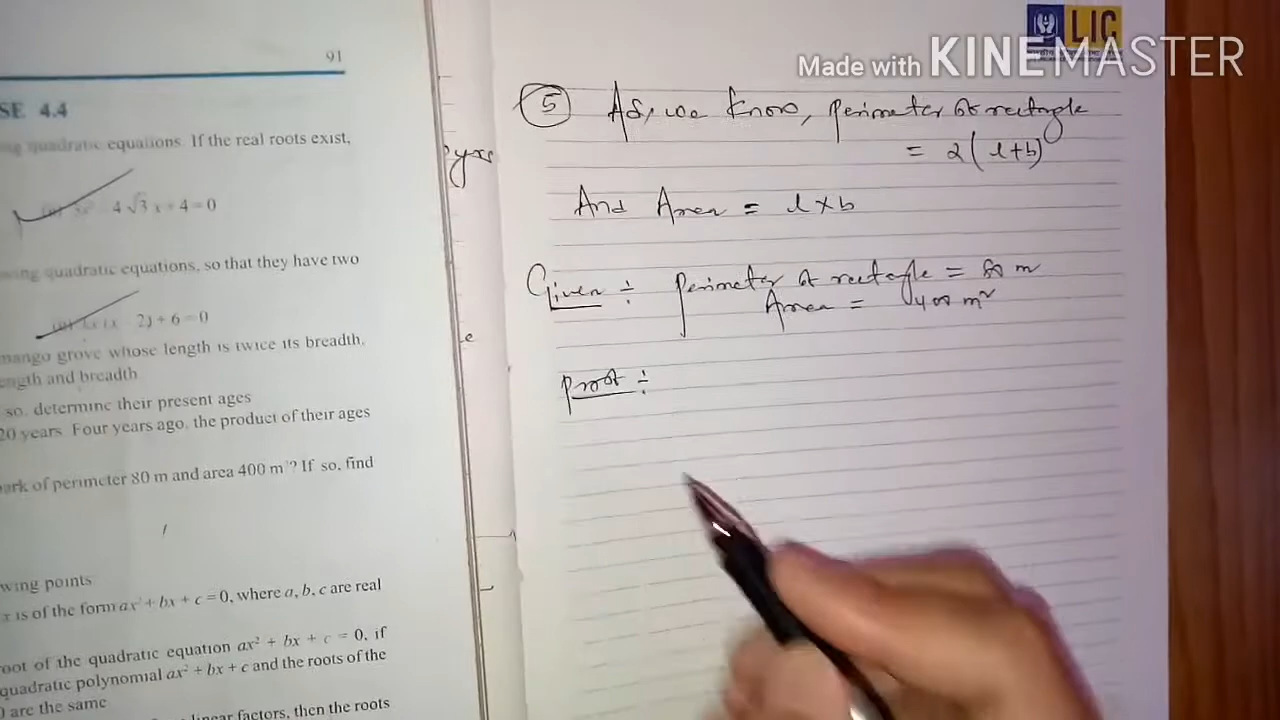 91
SE 4.4
quadratic equations. If the real roots exist,
4√3 x + 4 = 0
wing quadratic equations, so that they have two
2) + 6 = 0
mango grove whose length is twice its breadth,
ength and breadth
so, determine their present ages
20 years. Four years ago, the product of their ages
ark of perimeter 80 m and area 400 m²? If so, find
wing points
x is of the form ax² + bx + c = 0, where a, b, c are real
oot of the quadratic equation ax² + bx + c = 0, if
quadratic polynomial ax² + bx + c and the roots of the
0 are the same
linear factors, then the roots
LIC
Made with KINEMASTER
5 As, we know, perimeter of rectangle
= 2(l+b)
And Area = l×b
Given ÷ perimeter of rectangle = 80 m
Area = 400 m²